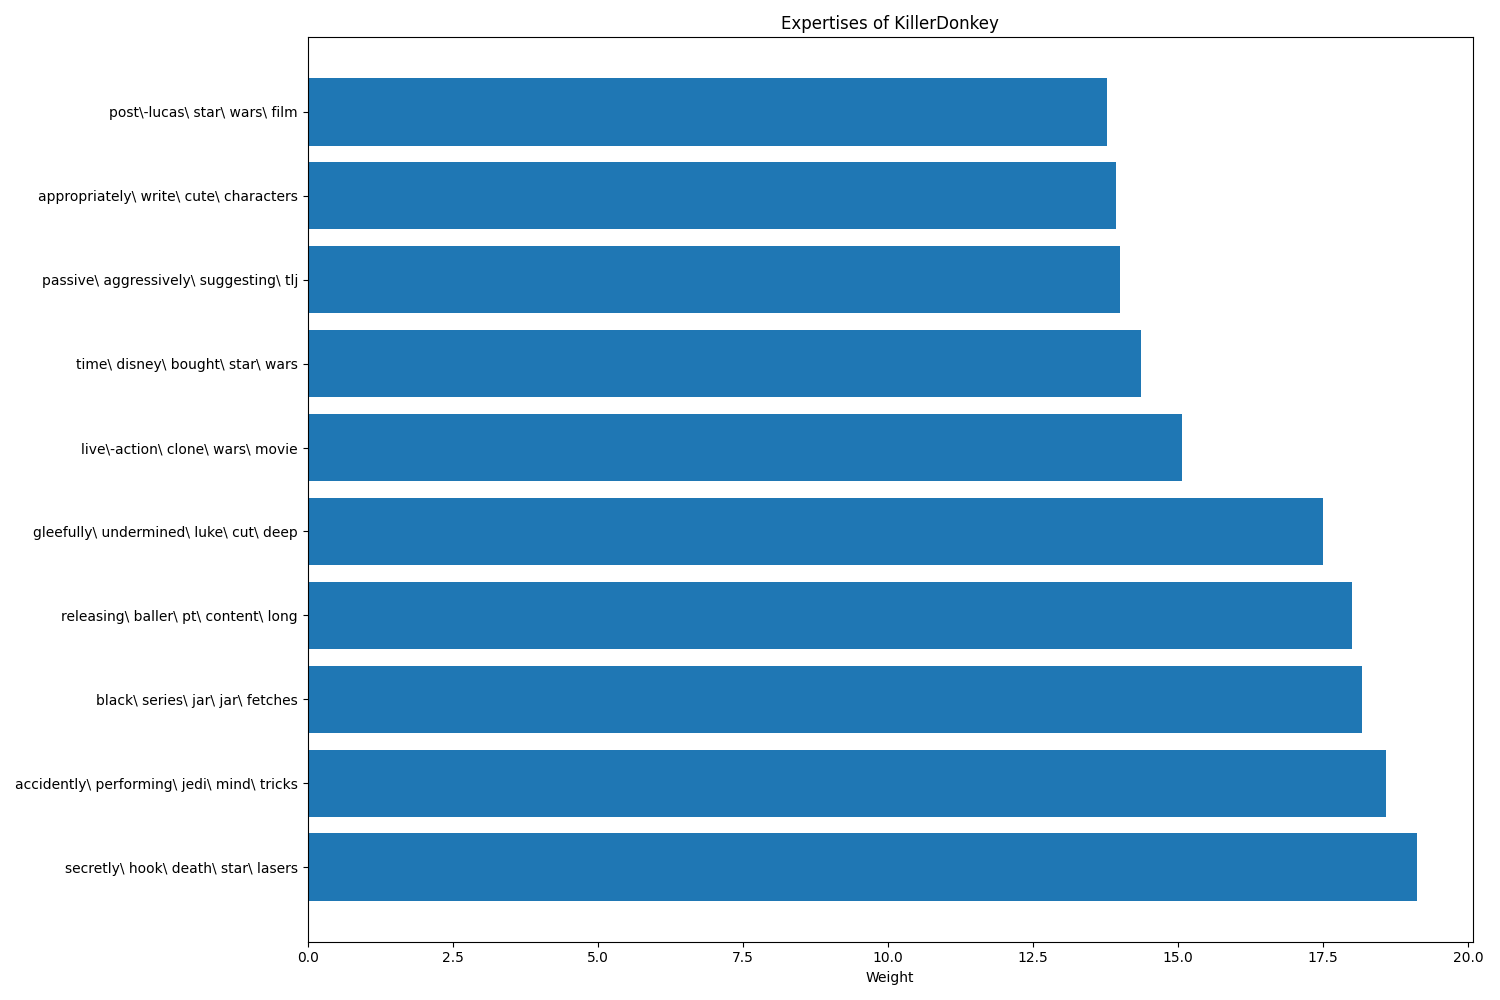 Expertises of KillerDonkey
post\-lucas\ star\ wars\ film
appropriately\ write\ cute\ characters
passive\ aggressively\ suggesting\ tlj
time\ disney\ bought\ star\ wars
live\-action\ clone\ wars\ movie
gleefully\ undermined\ luke\ cut\ deep
releasing\ baller\ pt\ content\ long
black\ series\ jar\ jar\ fetches
accidently\ performing\ jedi\ mind\ tricks
secretly\ hook\ death\ star\ lasers
0.0 2.5 5.0 7.5 10.0 12.5 15.0 17.5 20.0
Weight